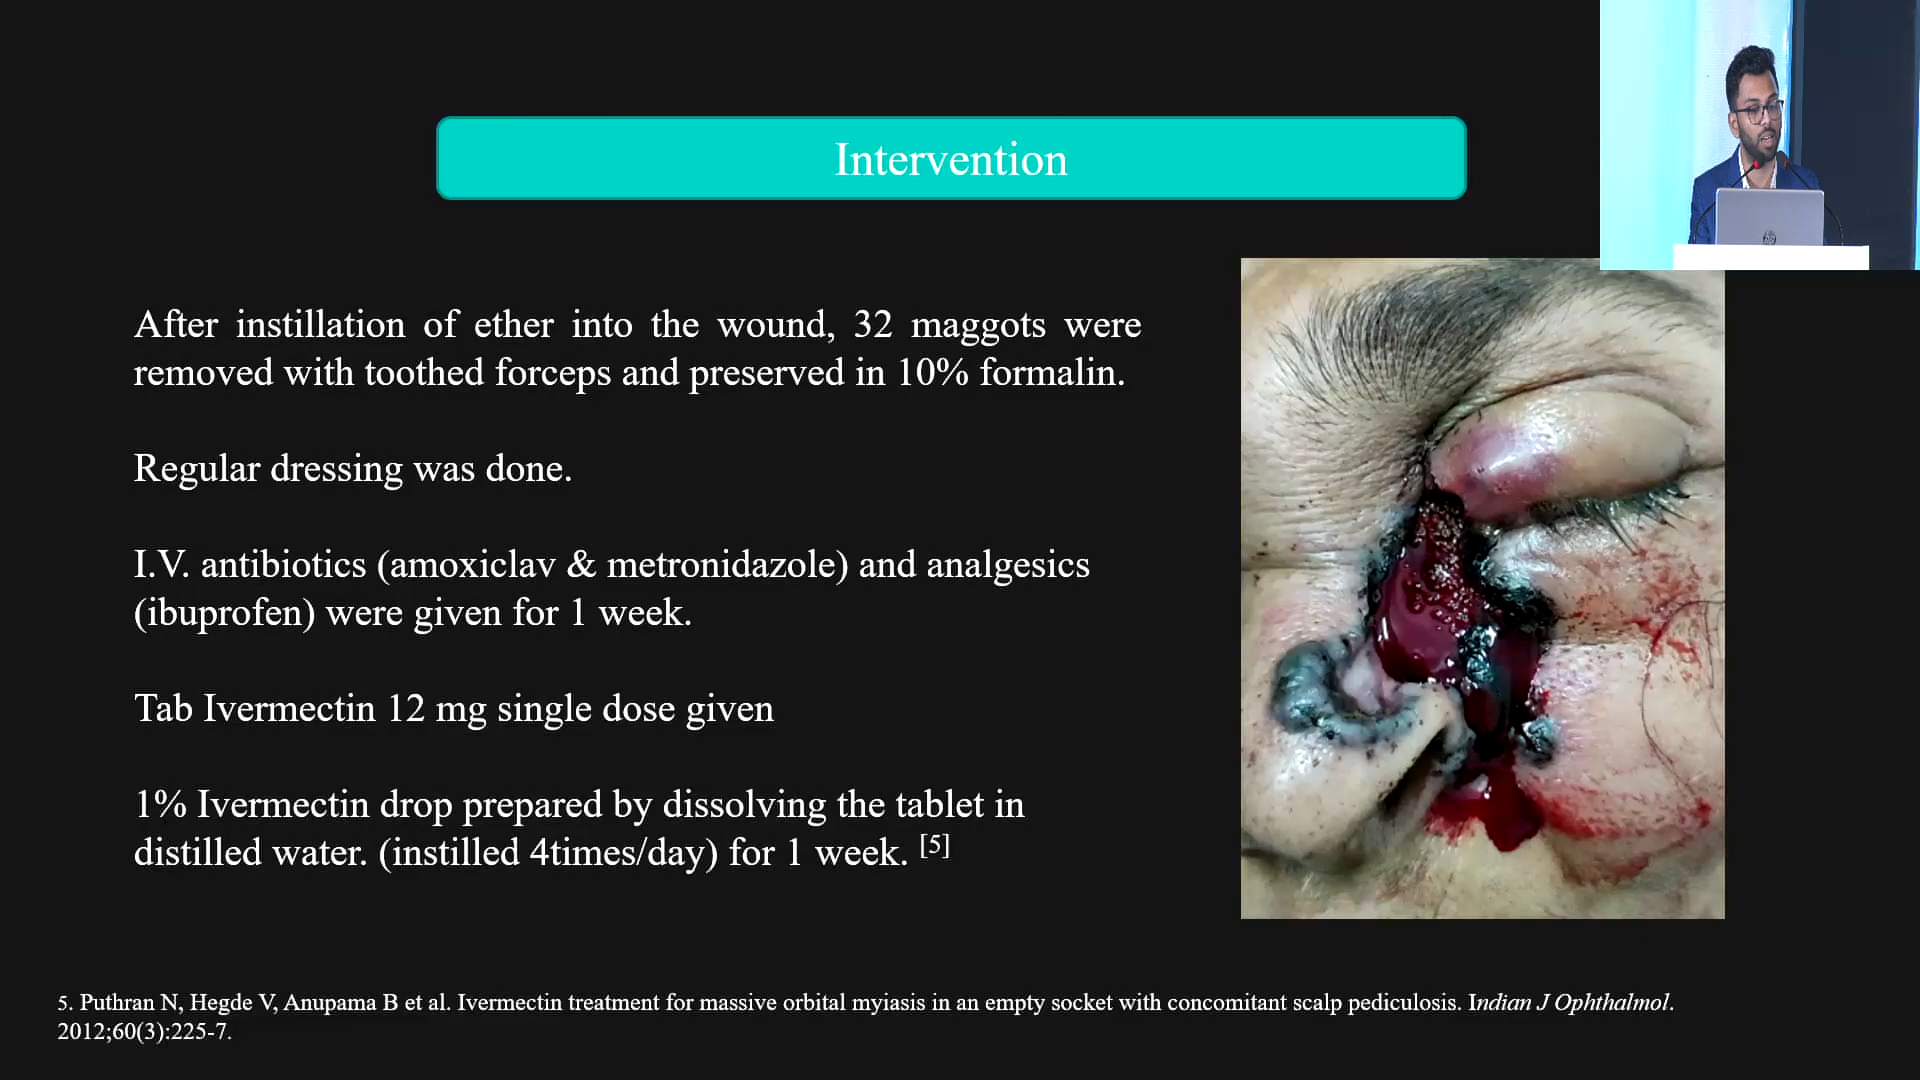 Intervention
After instillation of ether into the wound, 32 maggots were
removed with toothed forceps and preserved in 10% formalin.
Regular dressing was done.
I.V. antibiotics (amoxiclav & metronidazole) and analgesics
(ibuprofen) were given for 1 week.
Tab Ivermectin 12 mg single dose given
1% Ivermectin drop prepared by dissolving the tablet in
distilled water. (instilled 4times/day) for 1 week. [5]
5. Puthran N, Hegde V, Anupama B et al. Ivermectin treatment for massive orbital myiasis in an empty socket with concomitant scalp pediculosis. Indian J Ophthalmol.
2012;60(3):225-7.